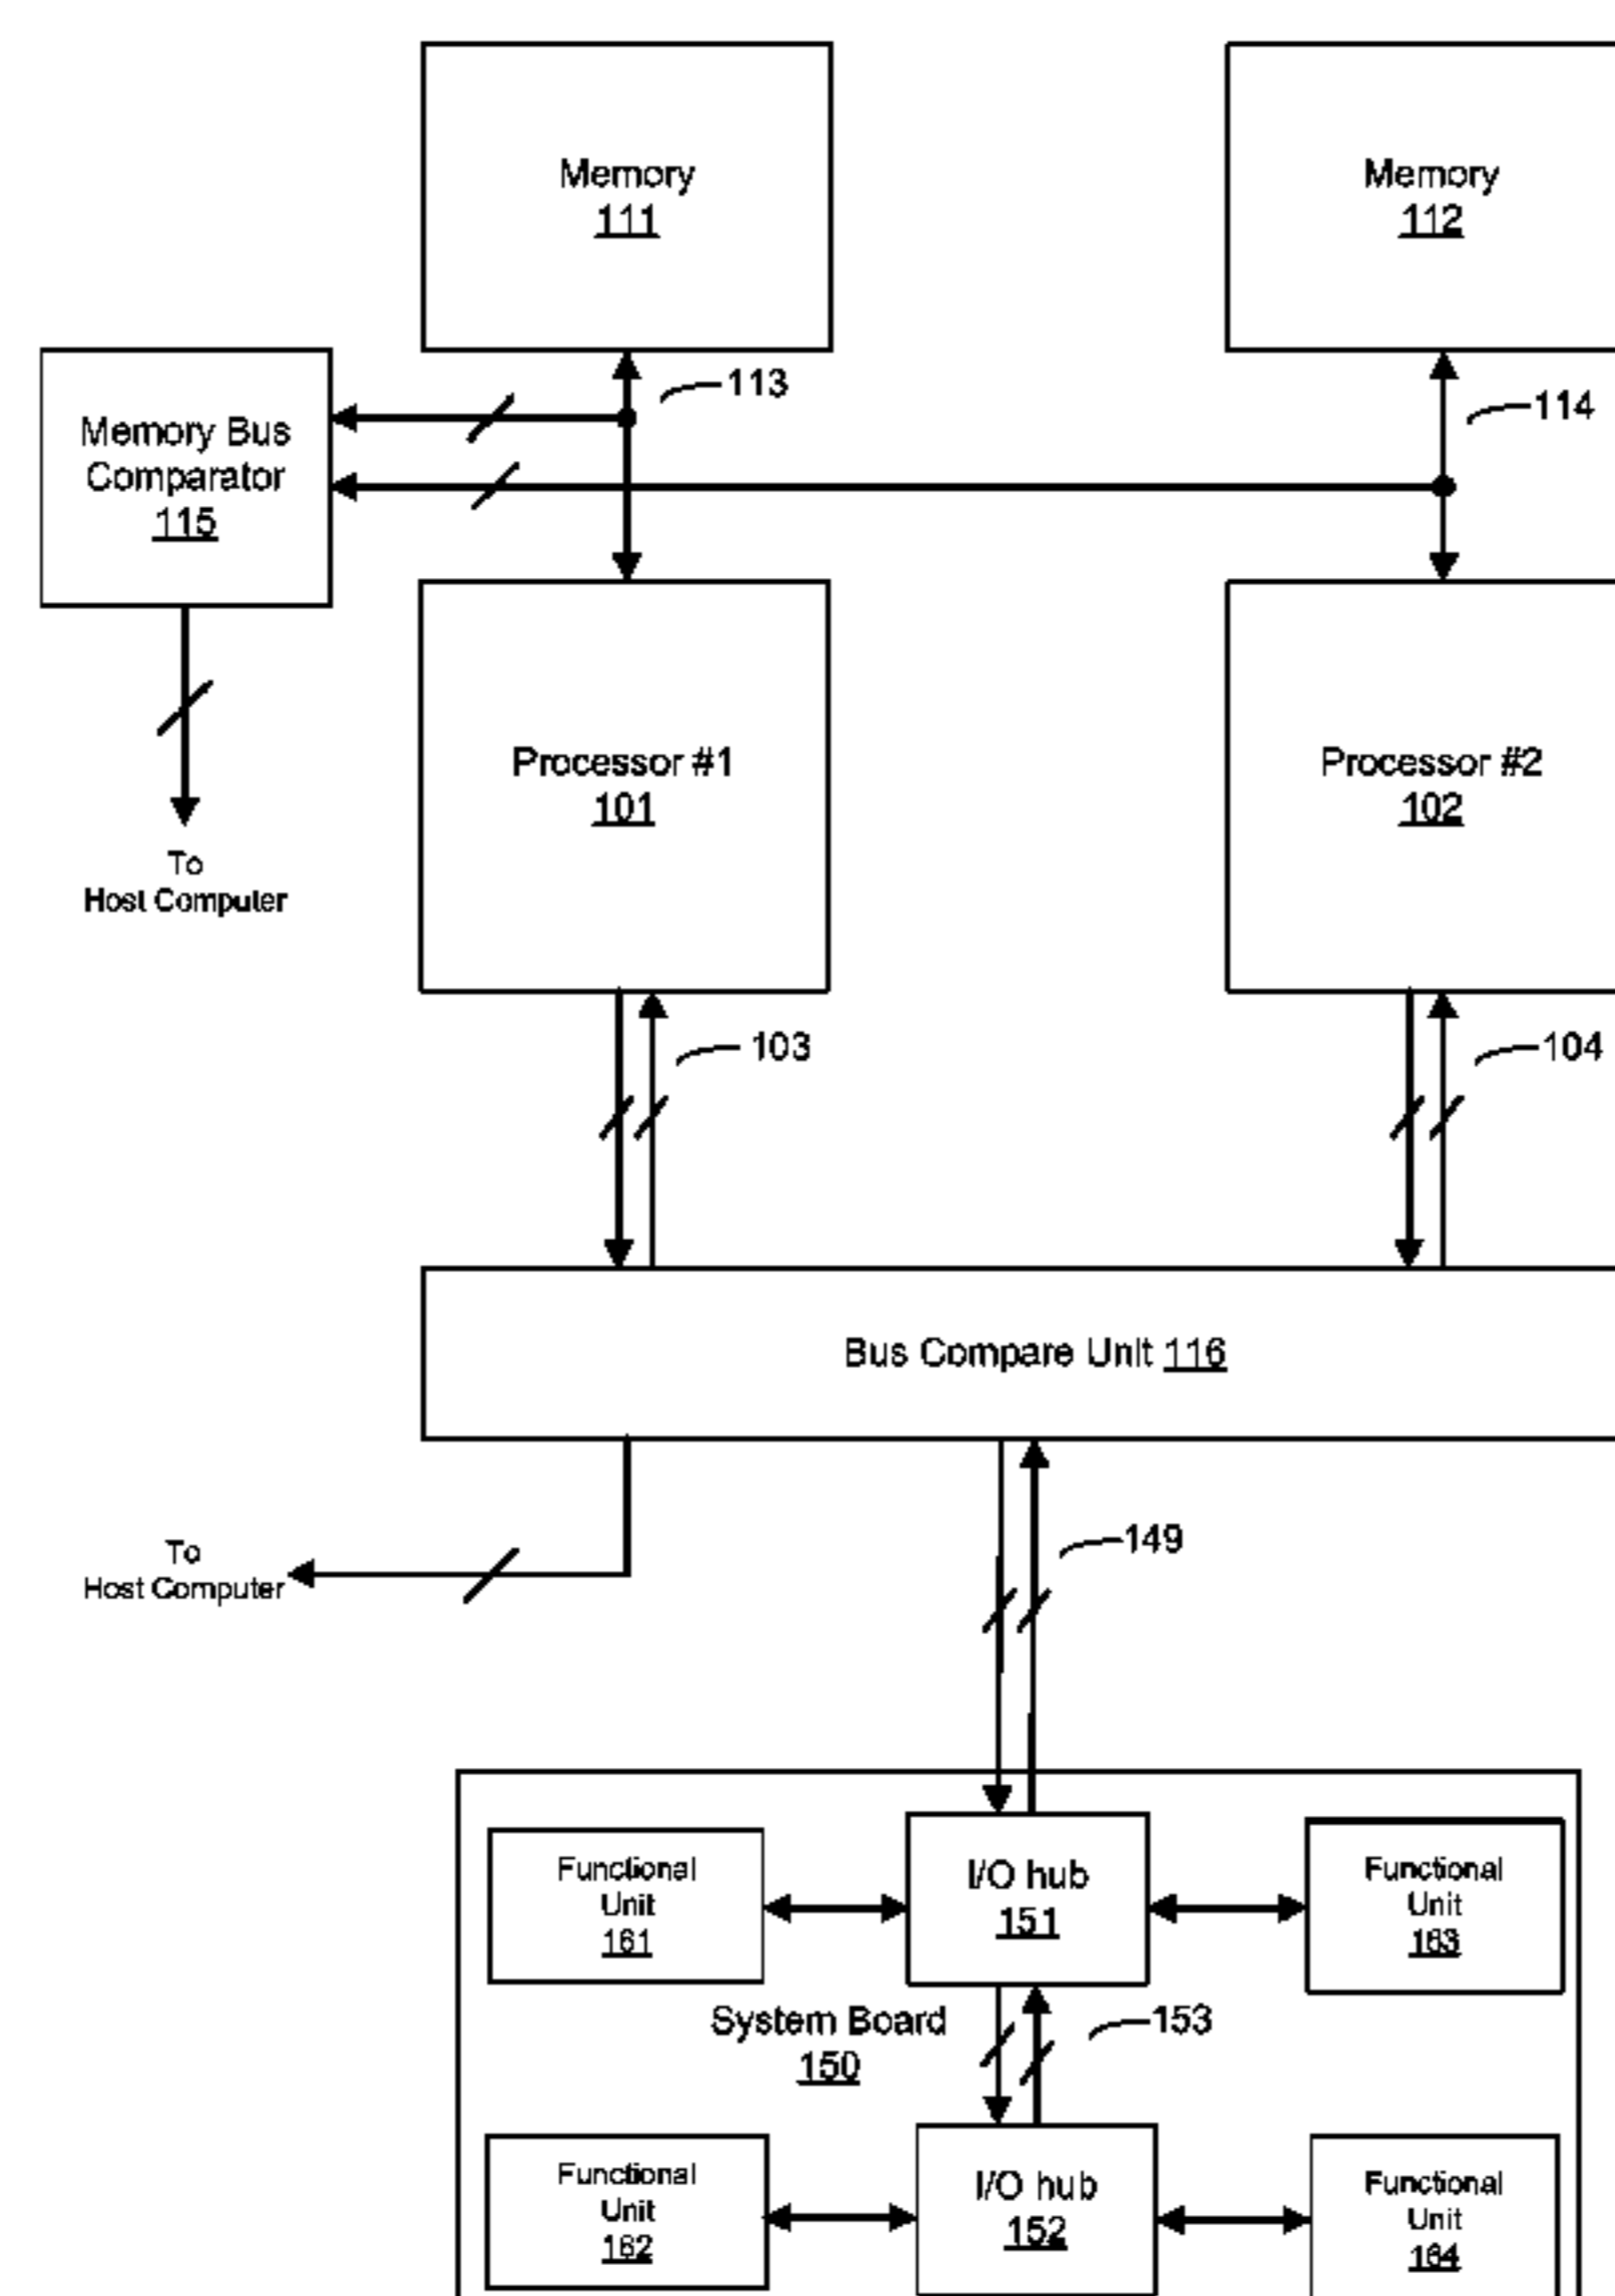 Memory
111
Memory
112
113
114
Memory Bus
Comparator
115
Processor #1
101
Processor #2
102
To
Host Computer
103
104
Bus Compare Unit 116
149
To
Host Computer
Functional
Unit
161
I/O hub
151
Functional
Unit
163
System Board
150
153
Functional
Unit
162
I/O hub
152
Functional
Unit
164